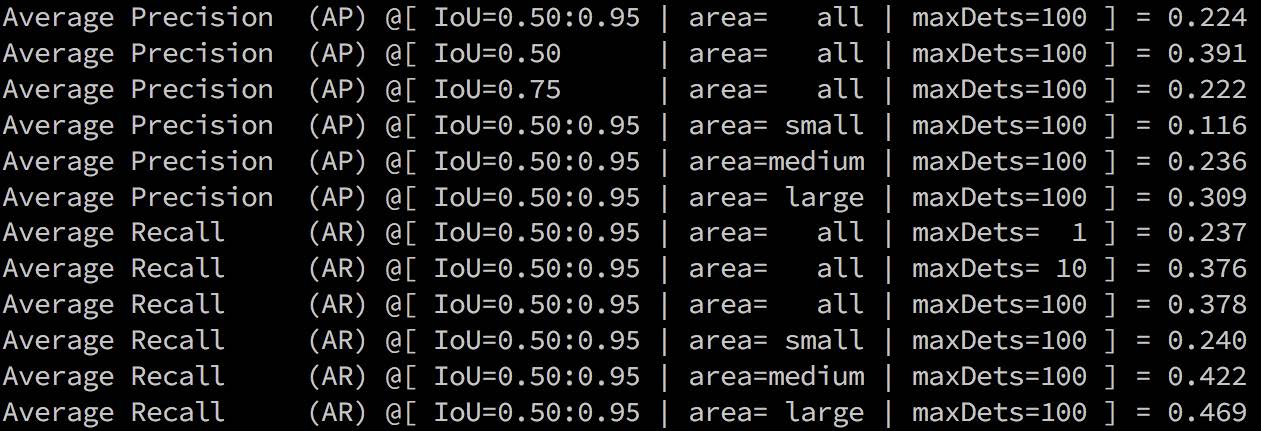 Average Precision  (AP) @[ IoU=0.50:0.95 | area=   all | maxDets=100 ] = 0.224
Average Precision  (AP) @[ IoU=0.50      | area=   all | maxDets=100 ] = 0.391
Average Precision  (AP) @[ IoU=0.75      | area=   all | maxDets=100 ] = 0.222
Average Precision  (AP) @[ IoU=0.50:0.95 | area= small | maxDets=100 ] = 0.116
Average Precision  (AP) @[ IoU=0.50:0.95 | area=medium | maxDets=100 ] = 0.236
Average Precision  (AP) @[ IoU=0.50:0.95 | area= large | maxDets=100 ] = 0.309
Average Recall     (AR) @[ IoU=0.50:0.95 | area=   all | maxDets=  1 ] = 0.237
Average Recall     (AR) @[ IoU=0.50:0.95 | area=   all | maxDets= 10 ] = 0.376
Average Recall     (AR) @[ IoU=0.50:0.95 | area=   all | maxDets=100 ] = 0.378
Average Recall     (AR) @[ IoU=0.50:0.95 | area= small | maxDets=100 ] = 0.240
Average Recall     (AR) @[ IoU=0.50:0.95 | area=medium | maxDets=100 ] = 0.422
Average Recall     (AR) @[ IoU=0.50:0.95 | area= large | maxDets=100 ] = 0.469